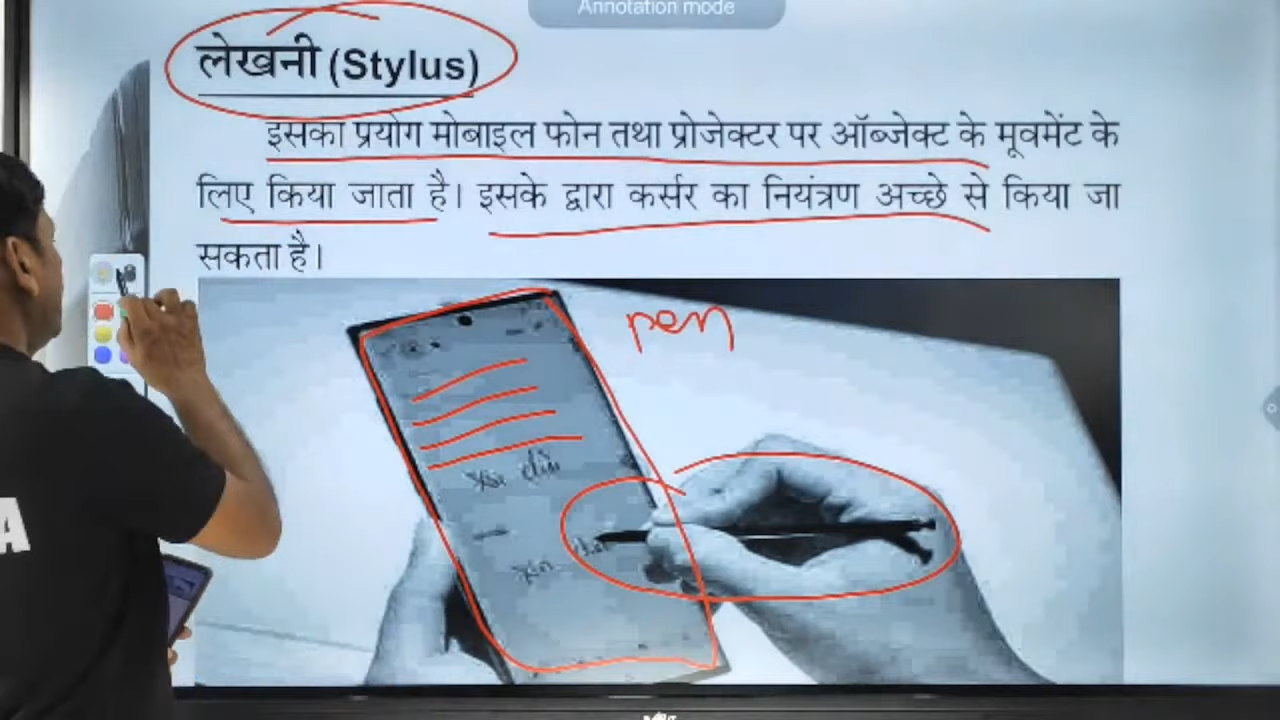 Annotation mode
लेखनी (Stylus)
इसका प्रयोग मोबाइल फोन तथा प्रोजेक्टर पर ऑब्जेक्ट के मूवमेंट के
लिए किया जाता है। इसके द्वारा कर्सर का नियंत्रण अच्छे से किया जा
सकता है।
pen
A